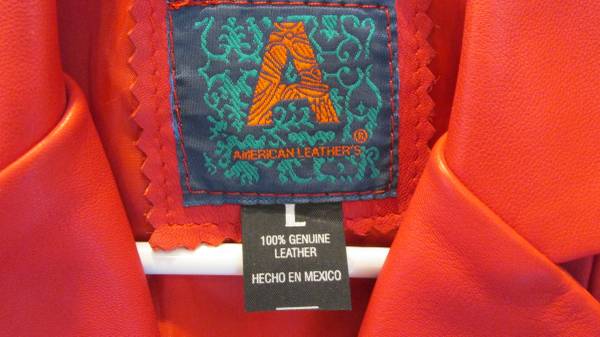 A
®
AMERICAN LEATHER'S
L
100% GENUINE
LEATHER
HECHO EN MEXICO